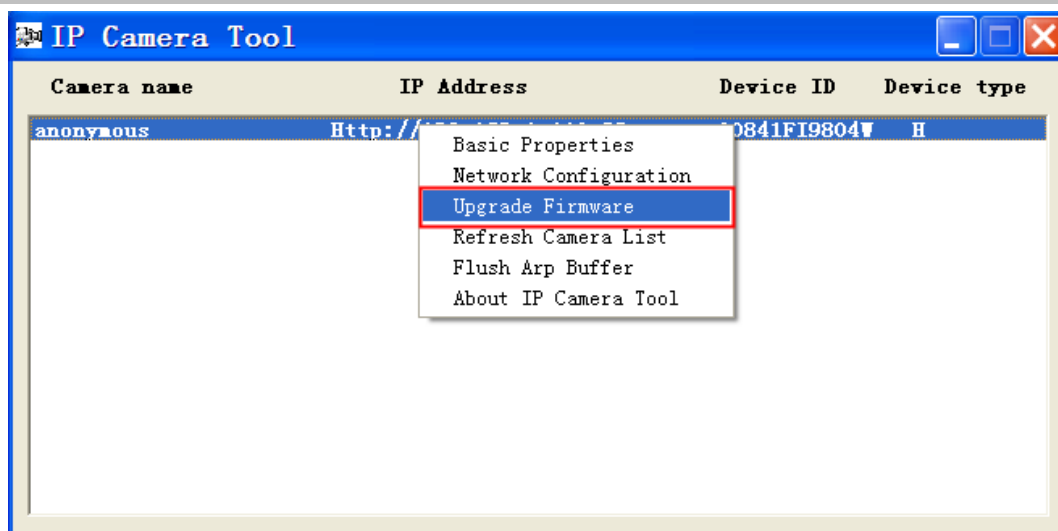 IP Camera Tool
Camera name IP Address Device ID Device type
anonymous Http:// 0841FI9804W H
Basic Properties
Network Configuration
Upgrade Firmware
Refresh Camera List
Flush Arp Buffer
About IP Camera Tool